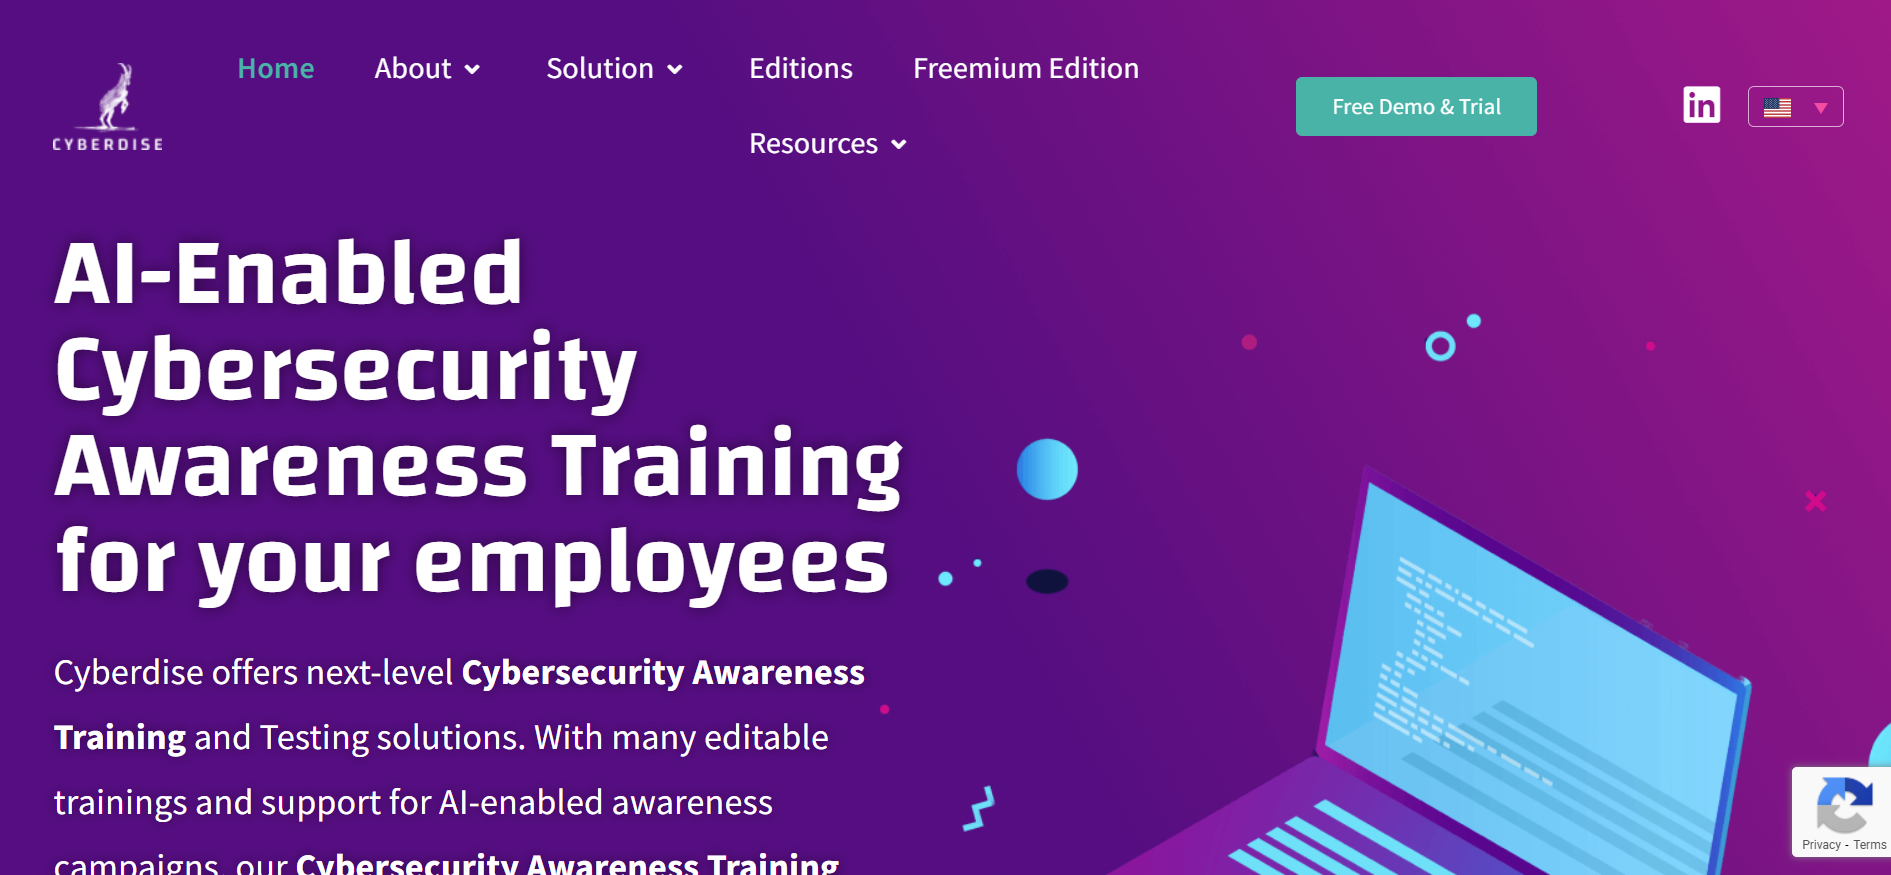 CYBERDISE
Home
About
Solution
Editions
Freemium Edition
Resources
Free Demo & Trial
in
AI-Enabled
Cybersecurity
Awareness Training
for your employees
Cyberdise offers next-level Cybersecurity Awareness
Training and Testing solutions. With many editable
trainings and support for AI-enabled awareness
campaigns, our Cybersecurity Awareness Training
Privacy - Terms